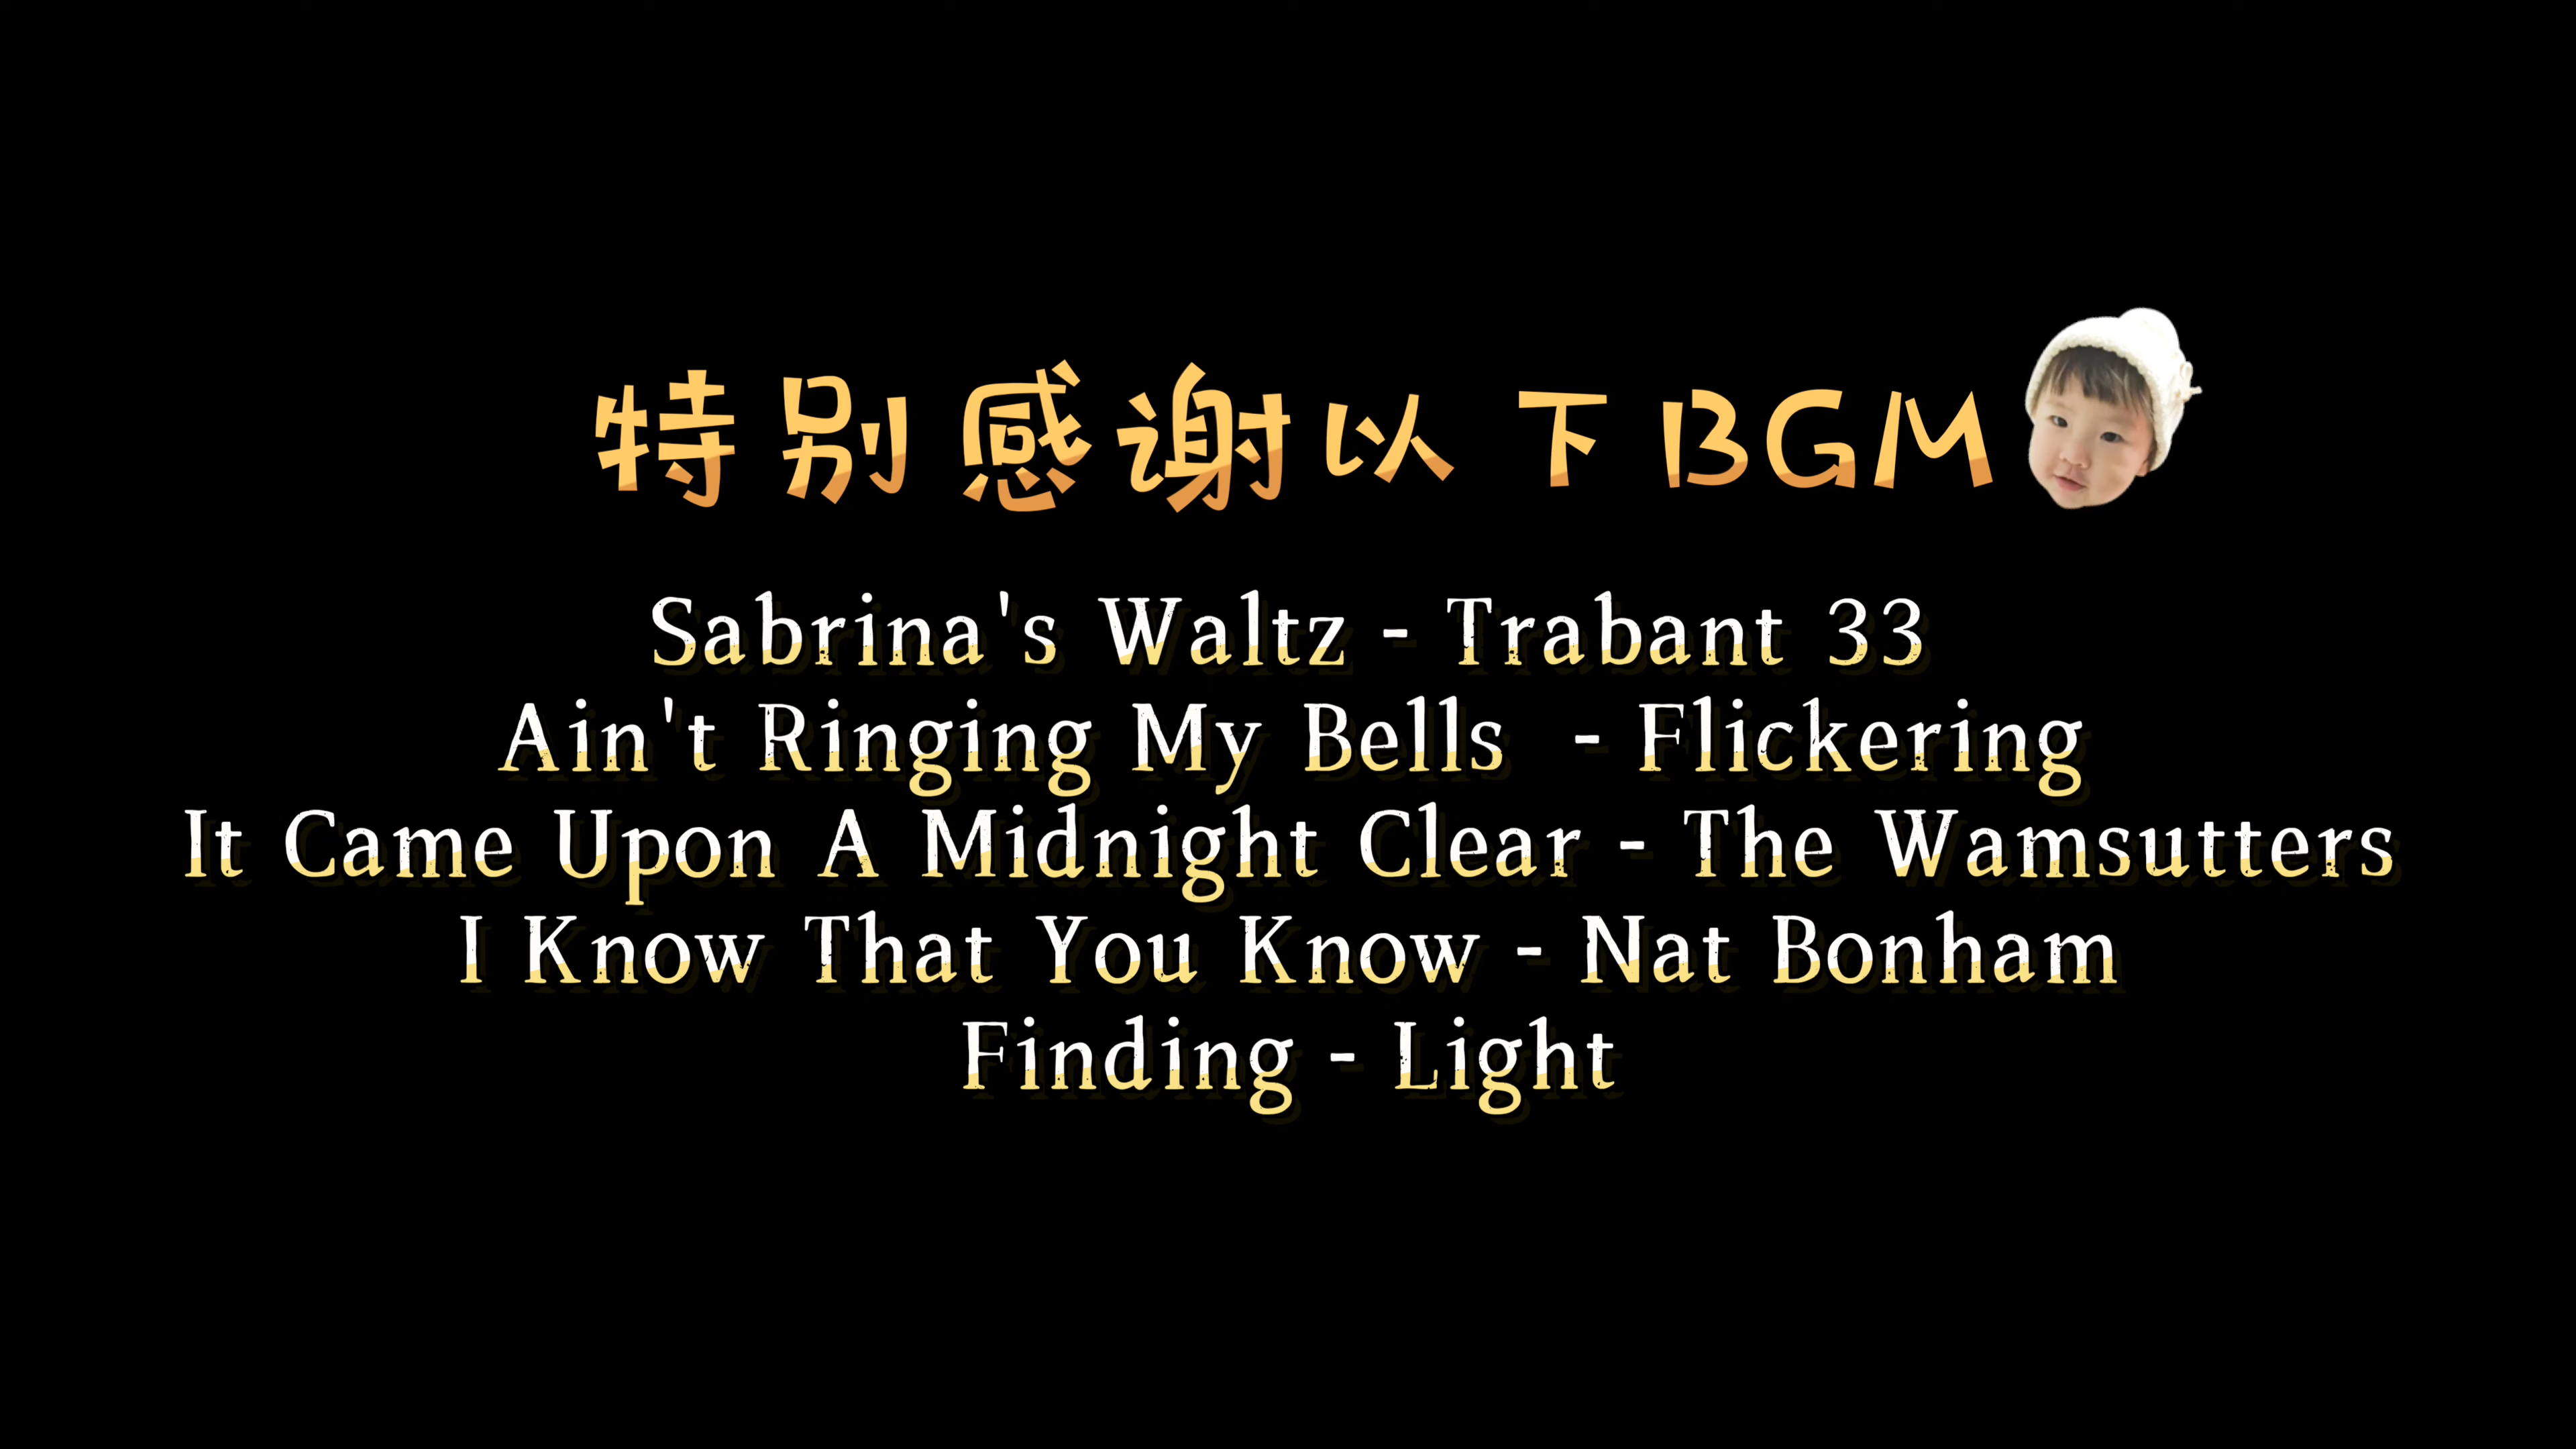 特别感谢以下BGM
Sabrina's Waltz - Trabant 33
Ain't Ringing My Bells - Flickering
It Came Upon A Midnight Clear - The Wamsutters
I Know That You Know - Nat Bonham
Finding - Light